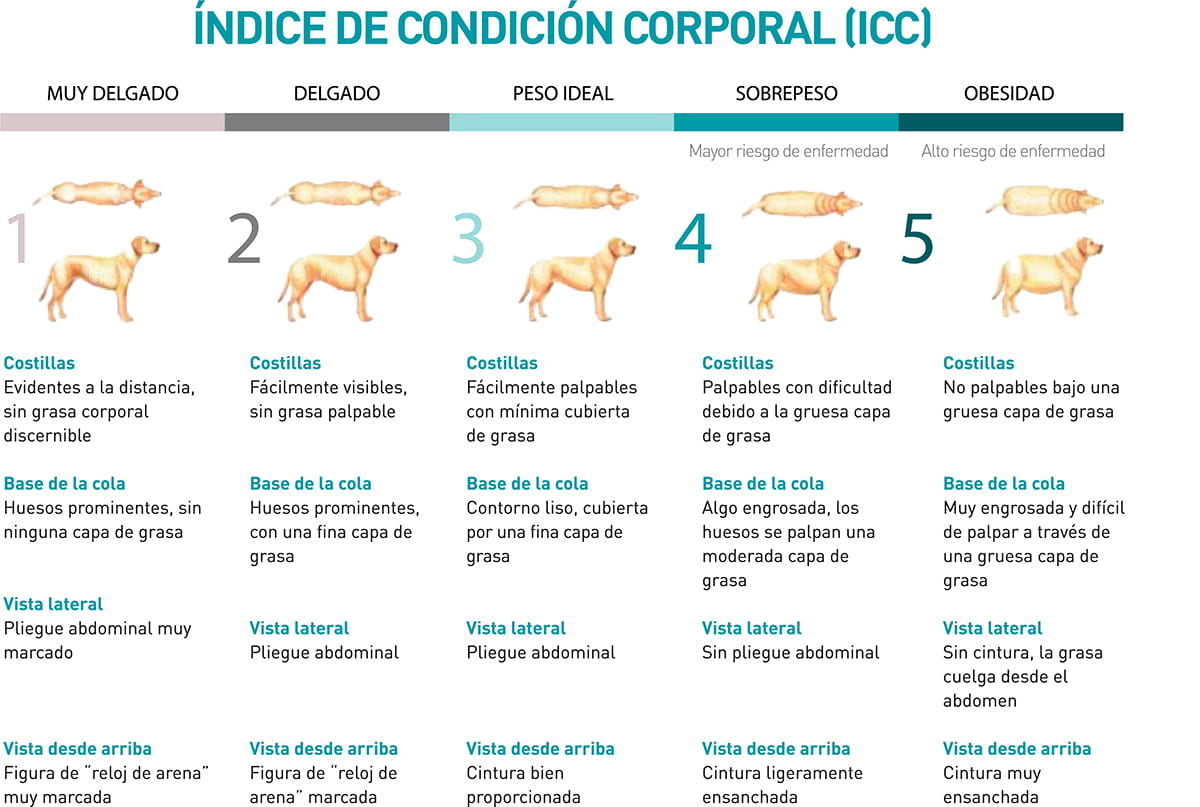 ÍNDICE DE CONDICIÓN CORPORAL (ICC)
MUY DELGADO
DELGADO
PESO IDEAL
SOBREPESO
OBESIDAD
Mayor riesgo de enfermedad
Alto riesgo de enfermedad
1
2
3
4
5
Costillas
Evidentes a la distancia,
sin grasa corporal
discernible
Base de la cola
Huesos prominentes, sin
ninguna capa de grasa
Vista lateral
Pliegue abdominal muy
marcado
Vista desde arriba
Figura de “reloj de arena”
muy marcada
Costillas
Fácilmente visibles,
sin grasa palpable
Base de la cola
Huesos prominentes,
con una fina capa de
grasa
Vista lateral
Pliegue abdominal
Vista desde arriba
Figura de “reloj de
arena” marcada
Costillas
Fácilmente palpables
con mínima cubierta
de grasa
Base de la cola
Contorno liso, cubierta
por una fina capa de
grasa
Vista lateral
Pliegue abdominal
Vista desde arriba
Cintura bien
proporcionada
Costillas
Palpables con dificultad
debido a la gruesa capa
de grasa
Base de la cola
Algo engrosada, los
huesos se palpan una
moderada capa de
grasa
Vista lateral
Sin pliegue abdominal
Vista desde arriba
Cintura ligeramente
ensanchada
Costillas
No palpables bajo una
gruesa capa de grasa
Base de la cola
Muy engrosada y difícil
de palpar a través de
una gruesa capa de
grasa
Vista lateral
Sin cintura, la grasa
cuelga desde el
abdomen
Vista desde arriba
Cintura muy
ensanchada